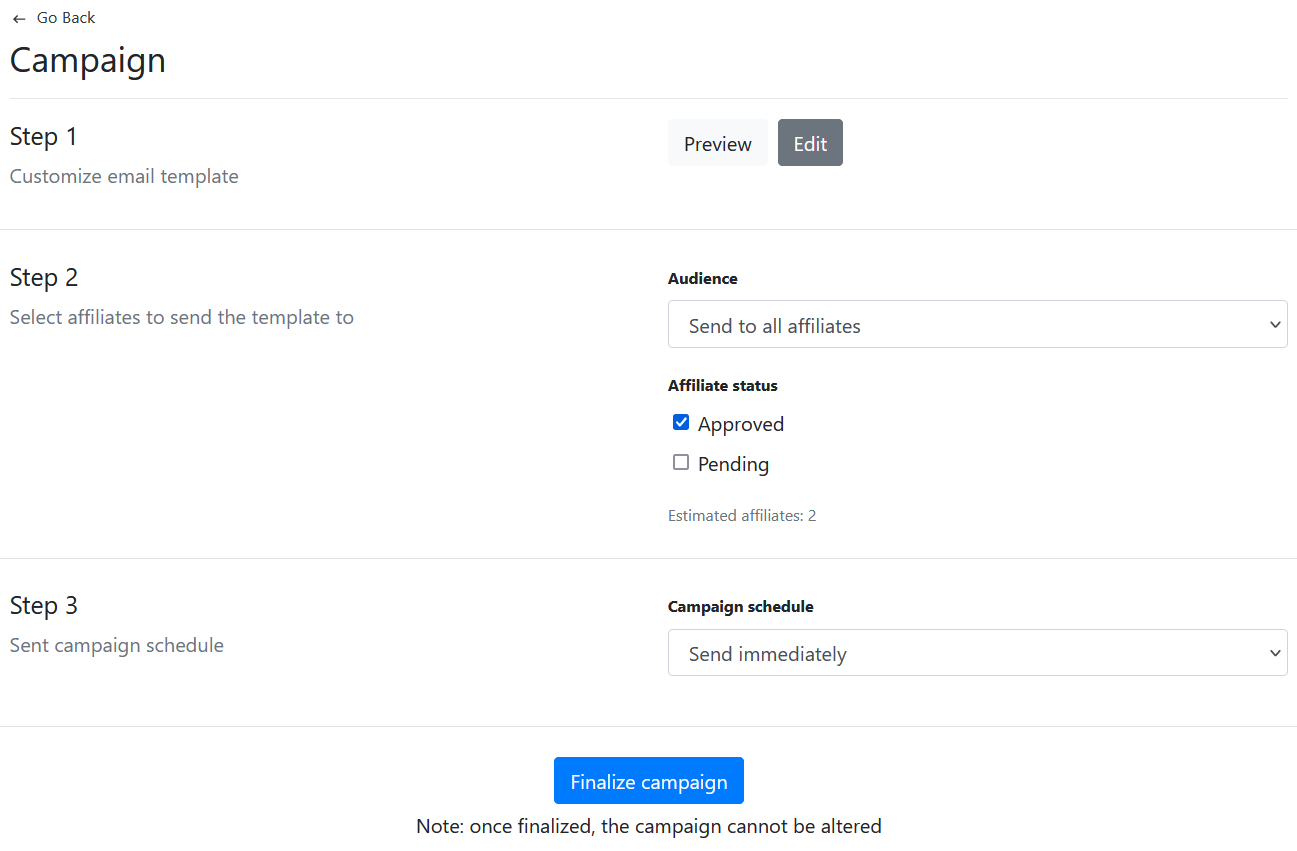 ← Go Back
Campaign
Step 1
Customize email template
Preview Edit
Step 2
Select affiliates to send the template to
Audience
Send to all affiliates
Affiliate status
Approved
Pending
Estimated affiliates: 2
Step 3
Sent campaign schedule
Campaign schedule
Send immediately
Finalize campaign
Note: once finalized, the campaign cannot be altered